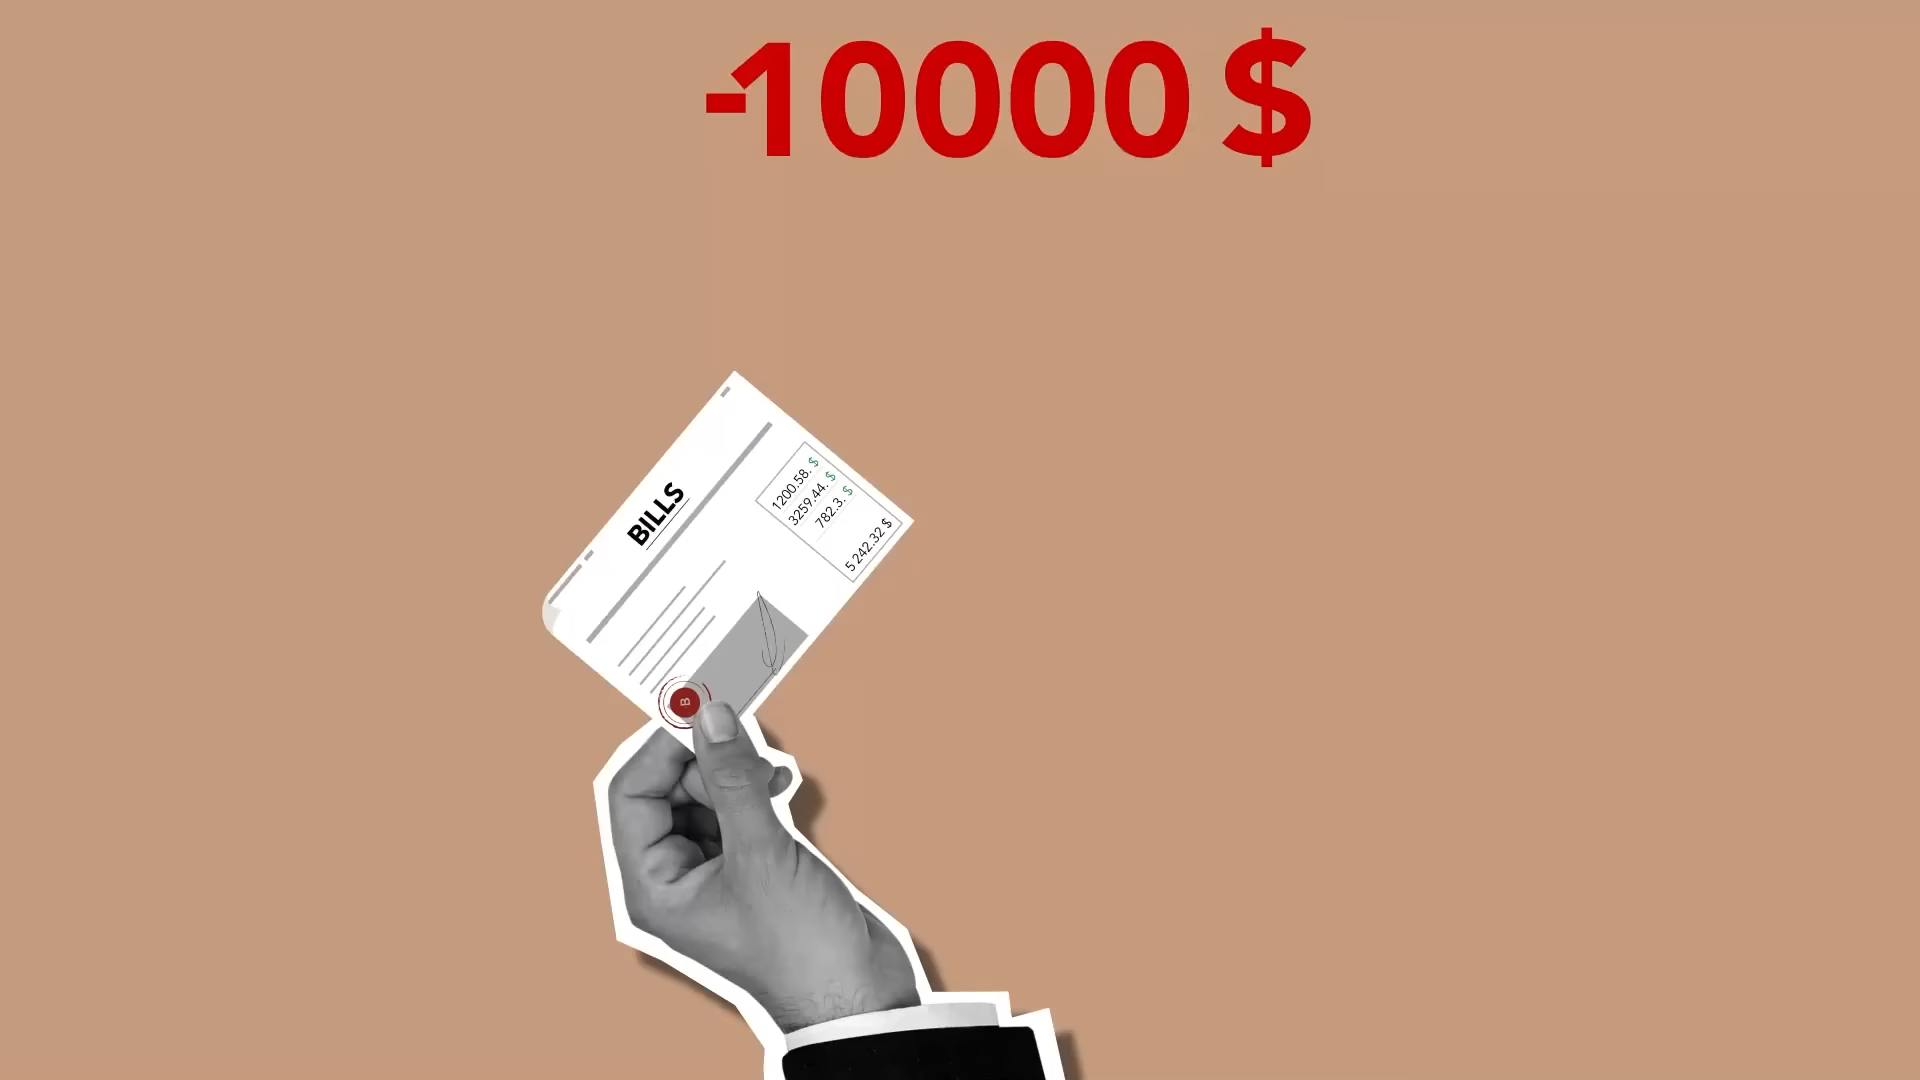 -10000 $
BILLS
1200.58. $
3259.44. $
782.3. $
5 242.32 $
B